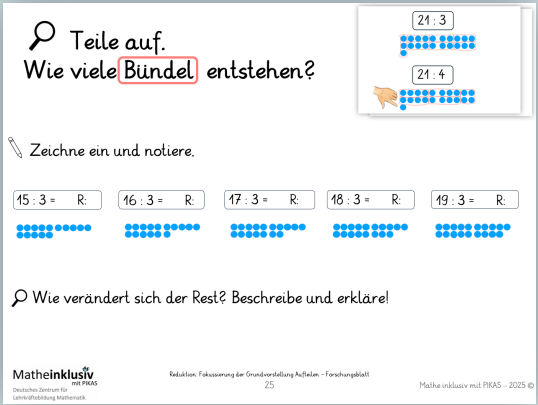 21 : 3
21 : 4
Teile auf.
Wie viele Bündel entstehen?
Zeichne ein und notiere.
15 : 3 = R:
16 : 3 = R:
17 : 3 = R:
18 : 3 = R:
19 : 3 = R:
Wie verändert sich der Rest? Beschreibe und erkläre!
Matheinklusiv
mit PIKAS
Deutsches Zentrum für
Lehrkräftebildung Mathematik
Reduktion: Fokussierung der Grundvorstellung Aufteilen – Forschungsblatt
25
Mathe inklusiv mit PIKAS – 2025 ©